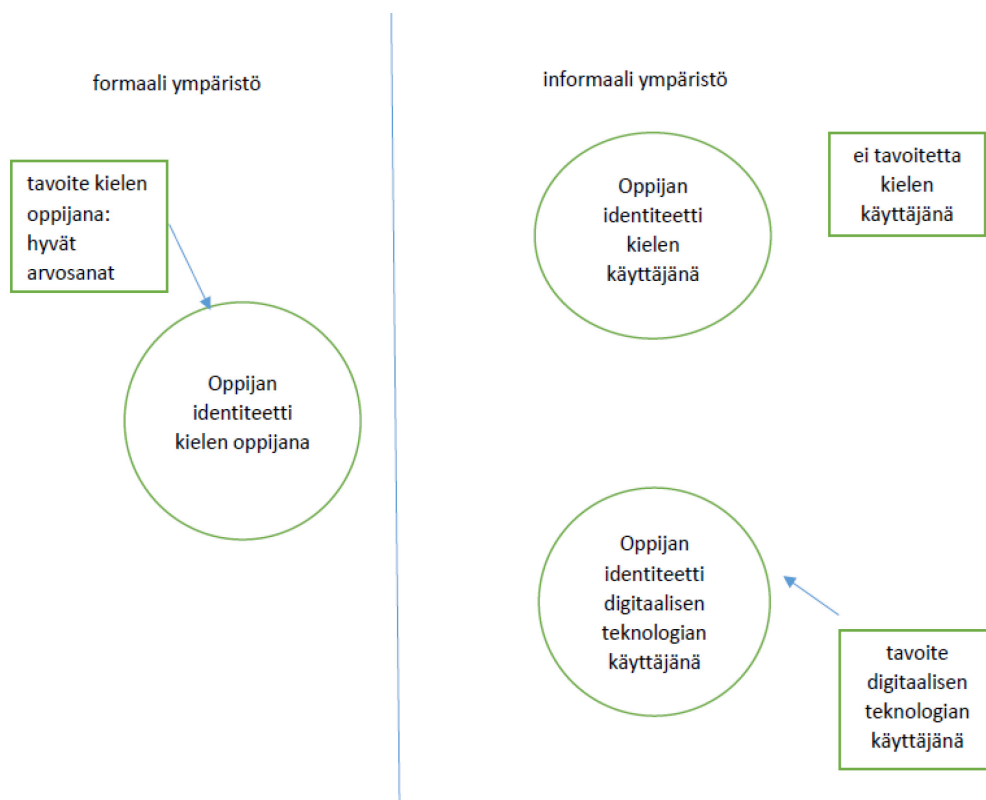 formaali ympäristö
tavoite kielen
oppijana:
hyvät
arvosanat
Oppijan
identiteetti
kielen oppijana
informaali ympäristö
Oppijan
identiteetti
kielen
käyttäjänä
ei tavoitetta
kielen
käyttäjänä
Oppijan
identiteetti
digitaalisen
teknologian
käyttäjänä
tavoite
digitaalisen
teknologian
käyttäjänä